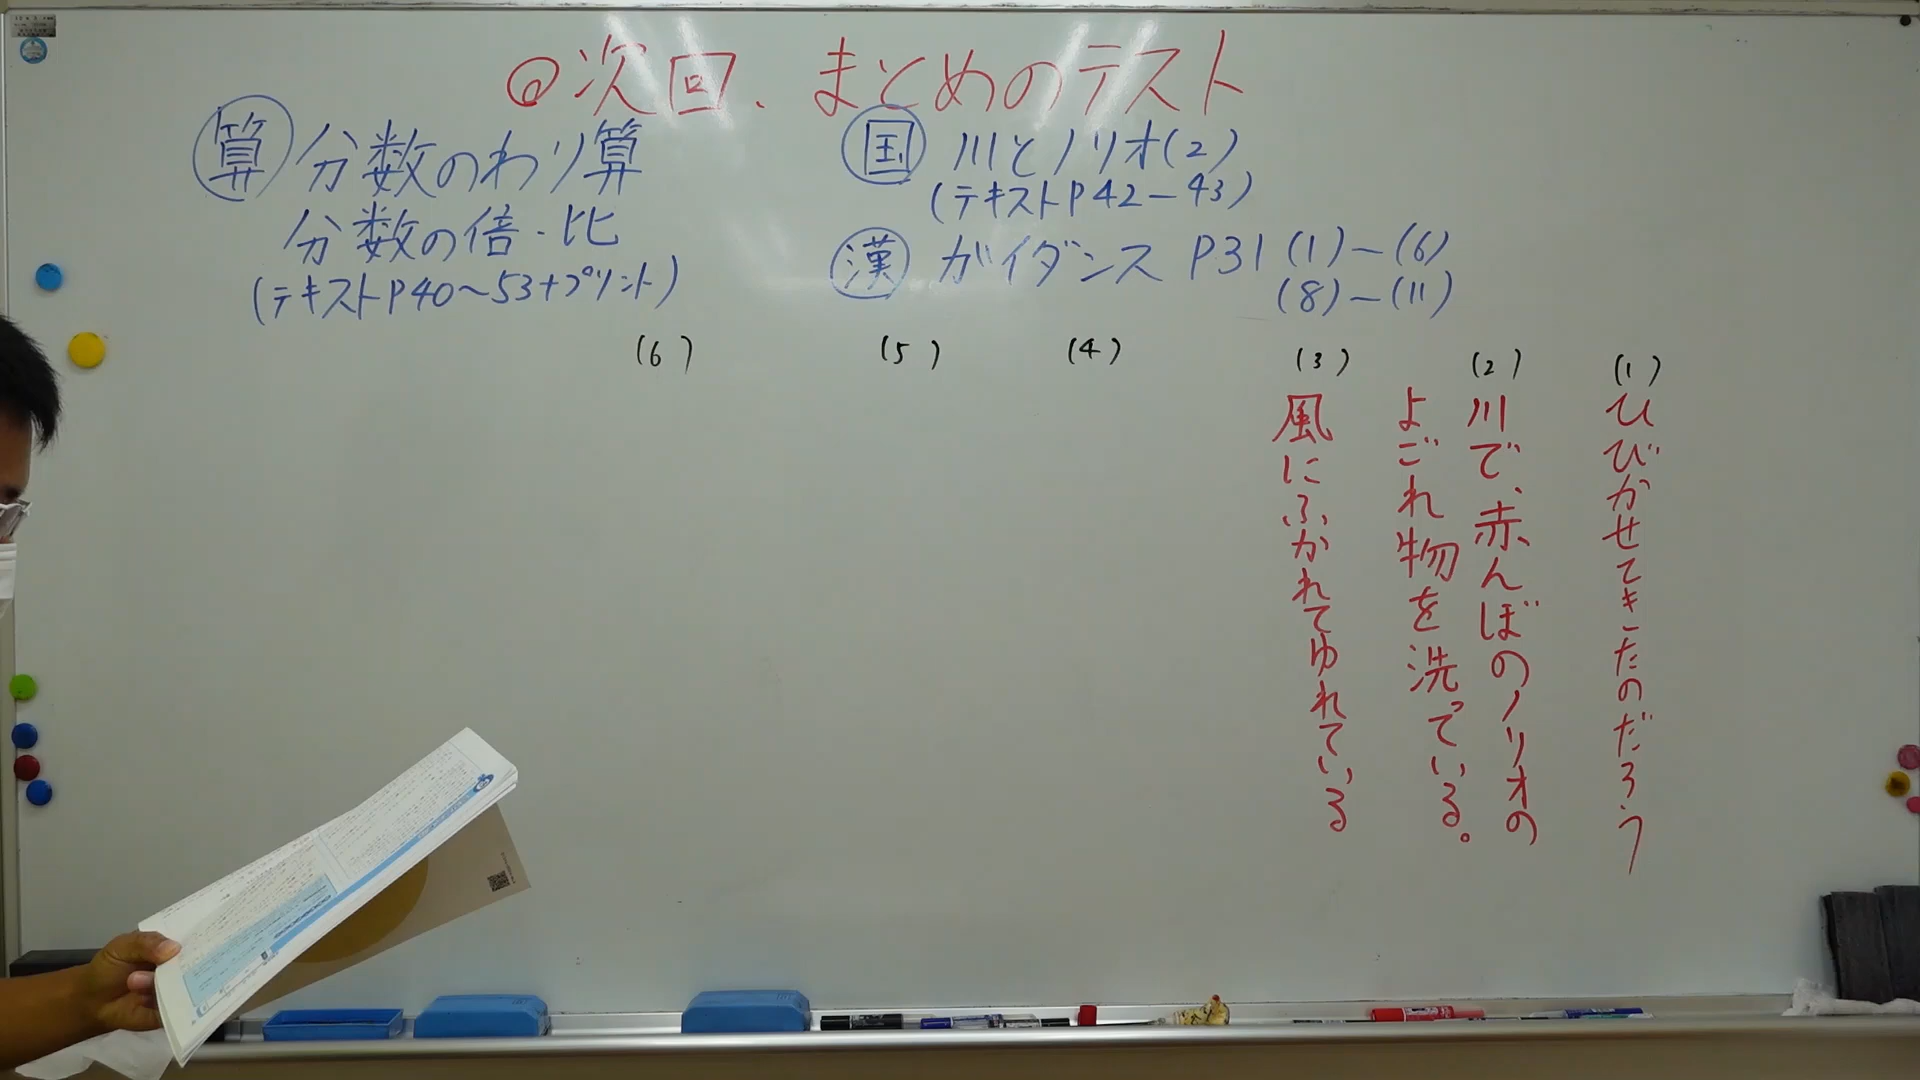 @次回、まとめのテスト
算 分数のわり算
分数の倍・比
(テキストP40～53+プリント)
国 川とノリオ(2)
(テキストP42－43)
漢 ガイダンス P31 (1)－(6)
(8)－(11)
(1)
ひびかせてきたのだろう
(2)
川で、赤んぼのノリオの
よごれ物を洗っている。
(3)
風にふかれてゆれている
(4)
(5)
(6)